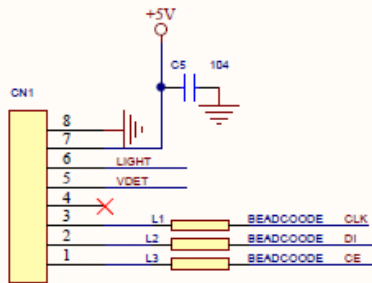 +5V
C5 104
CN1
8
7
6 LIGHT
5 VDET
4
3 L1 BEADCOODE CLK
2 L2 BEADCOODE DI
1 L3 BEADCOODE CE